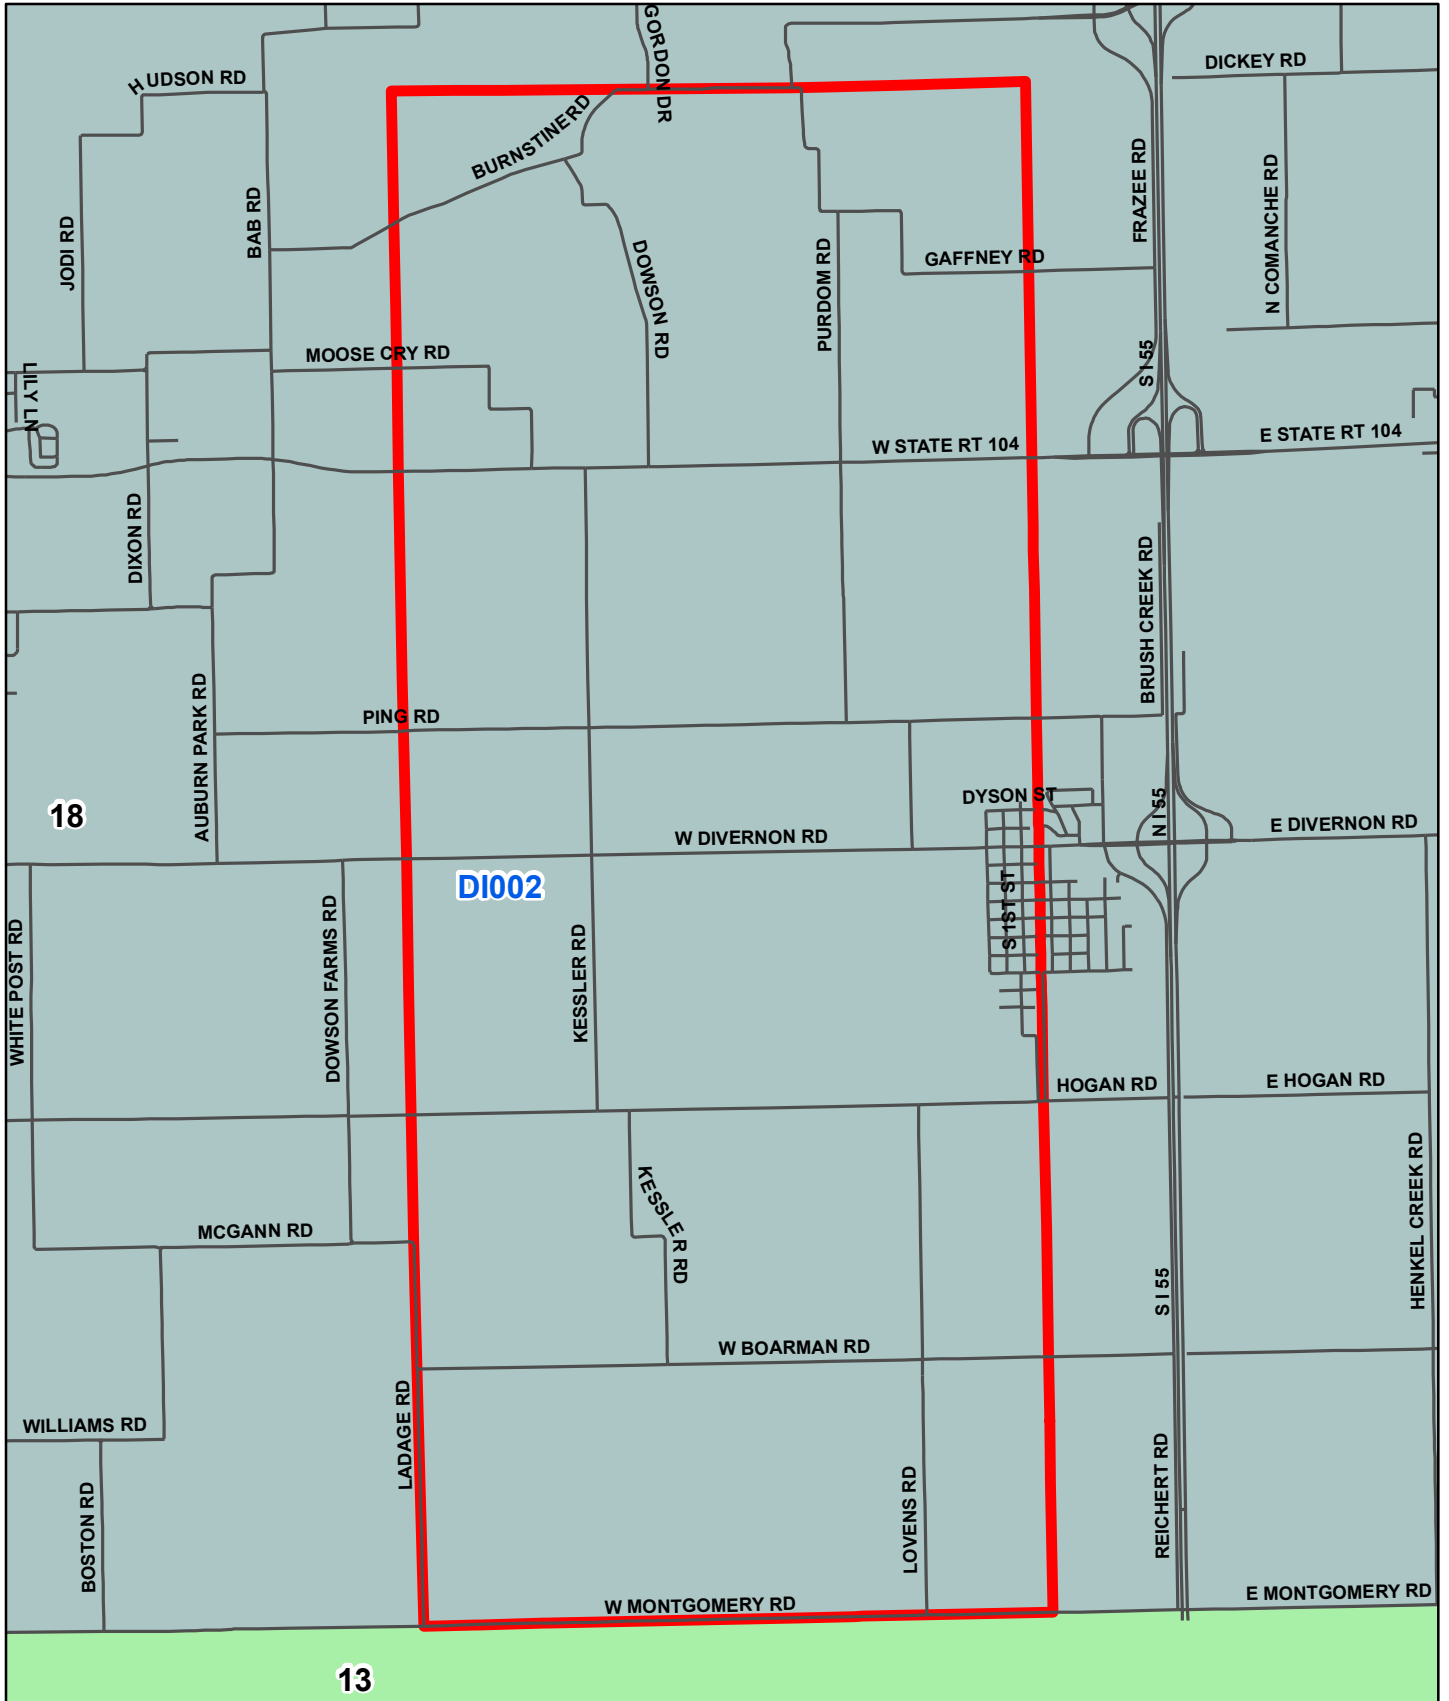 GORDON DR
DICKEY RD
H UDSON RD
BURNSTINE RD
FRAZEE RD
N COMANCHE RD
BAB RD
JODI RD
DOWSON RD
PURDOM RD
GAFFNEY RD
MOOSE CRY RD
S I 55
LILY LN
W STATE RT 104
E STATE RT 104
DIXON RD
BRUSH CREEK RD
AUBURN PARK RD
PING RD
DYSON ST
N I 55
18
W DIVERNON RD
E DIVERNON RD
DI002
S 1ST ST
WHITE POST RD
DOWSON FARMS RD
KESSLER RD
HOGAN RD
E HOGAN RD
KESSLE R RD
HENKEL CREEK RD
MCGANN RD
S I 55
W BOARMAN RD
LADAGE RD
WILLIAMS RD
REICHERT RD
LOVENS RD
BOSTON RD
W MONTGOMERY RD
E MONTGOMERY RD
13